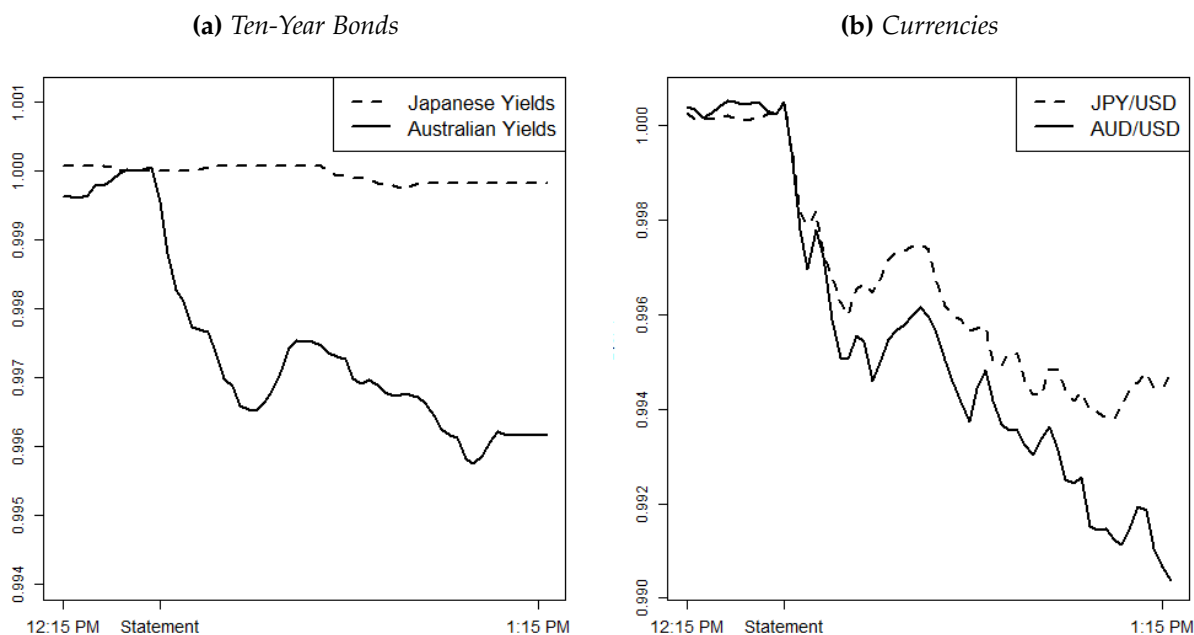 (a) Ten-Year Bonds
Japanese Yields
Australian Yields
1.001
1.000
0.999
0.998
0.997
0.996
0.995
0.994
12:15 PM Statement 1:15 PM
(b) Currencies
JPY/USD
AUD/USD
1.000
0.998
0.996
0.994
0.992
0.990
12:15 PM Statement 1:15 PM